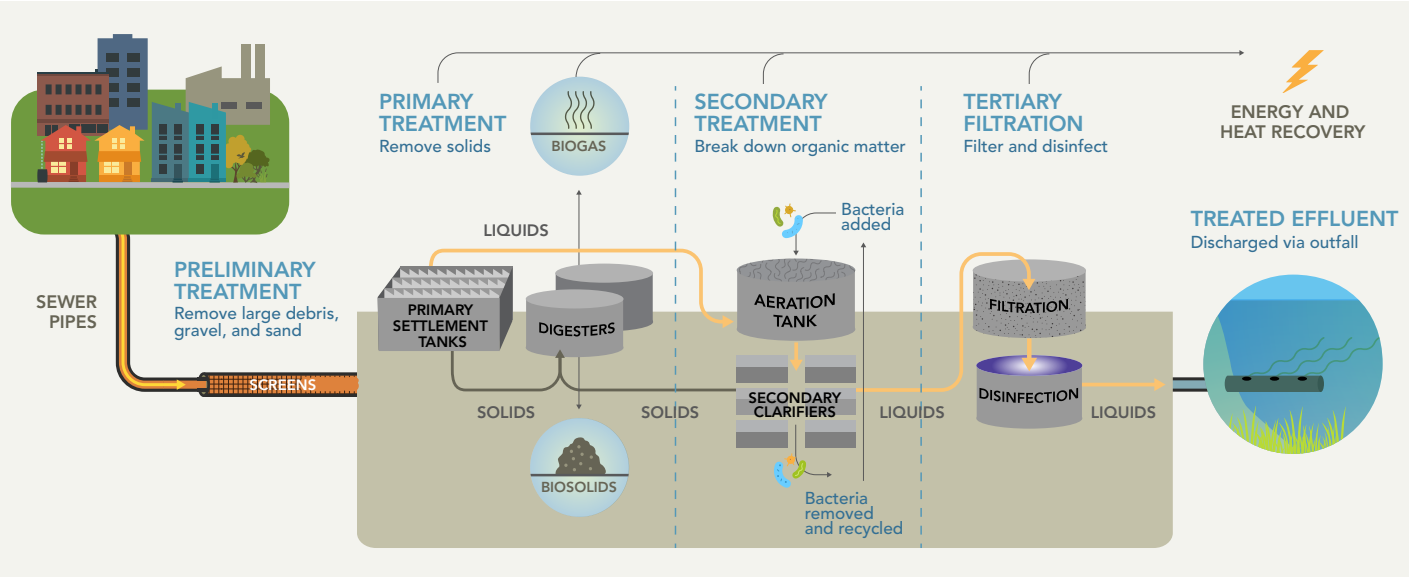 SEWER
PIPES
PRELIMINARY
TREATMENT
Remove large debris,
gravel, and sand
SCREENS
PRIMARY
TREATMENT
Remove solids
BIOGAS
LIQUIDS
PRIMARY
SETTLEMENT
TANKS
DIGESTERS
SOLIDS
BIOSOLIDS
SOLIDS
SECONDARY
TREATMENT
Break down organic matter
Bacteria
added
AERATION
TANK
SECONDARY
CLARIFIERS
Bacteria
removed
and recycled
LIQUIDS
TERTIARY
FILTRATION
Filter and disinfect
FILTRATION
DISINFECTION
LIQUIDS
ENERGY AND
HEAT RECOVERY
TREATED EFFLUENT
Discharged via outfall